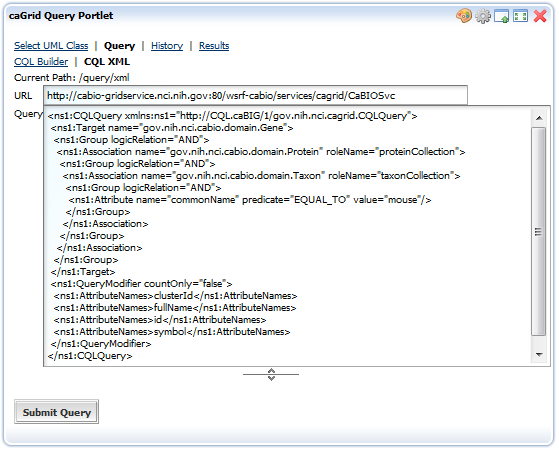 caGrid Query Portlet
Select UML Class | Query | History | Results
CQL Builder | CQL XML
Current Path: /query/xml
URL http://cabio-gridservice.nci.nih.gov:80/wsrf-cabio/services/cagrid/CaBIOSvc
Query <ns1:CQLQuery xmlns:ns1="http://CQL.caBIG/1/gov.nih.nci.cagrid.CQLQuery">
<ns1:Target name="gov.nih.nci.cabio.domain.Gene">
<ns1:Group logicRelation="AND">
<ns1:Association name="gov.nih.nci.cabio.domain.Protein" roleName="proteinCollection">
<ns1:Group logicRelation="AND">
<ns1:Association name="gov.nih.nci.cabio.domain.Taxon" roleName="taxonCollection">
<ns1:Group logicRelation="AND">
<ns1:Attribute name="commonName" predicate="EQUAL_TO" value="mouse"/>
</ns1:Group>
</ns1:Association>
</ns1:Group>
</ns1:Association>
</ns1:Group>
</ns1:Target>
<ns1:QueryModifier countOnly="false">
<ns1:AttributeNames>clusterId</ns1:AttributeNames>
<ns1:AttributeNames>fullName</ns1:AttributeNames>
<ns1:AttributeNames>id</ns1:AttributeNames>
<ns1:AttributeNames>symbol</ns1:AttributeNames>
</ns1:QueryModifier>
</ns1:CQLQuery>
Submit Query